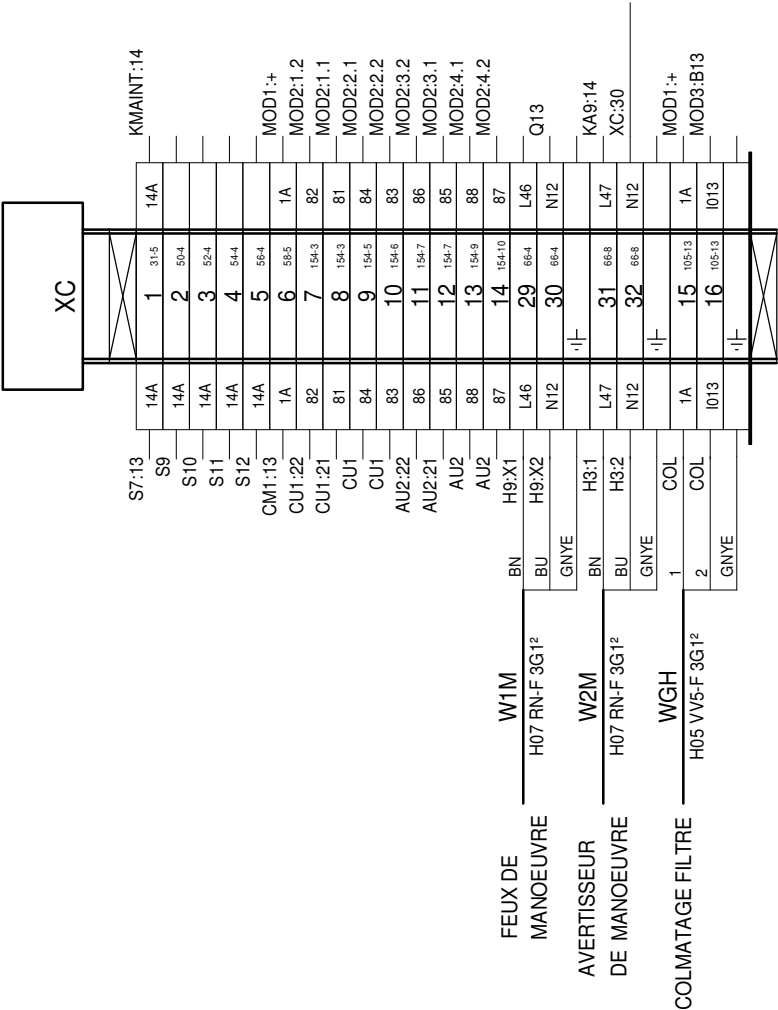 XC
S7:13 14A 1 31-5 14A KMAINT:14
S9 14A 2 50-4
S10 14A 3 52-4
S11 14A 4 54-4
S12 14A 5 56-4
CM1:13 1A 6 58-5 1A MOD1:+
CU1:22 82 7 154-3 82 MOD2:1.2
CU1:21 81 8 154-3 81 MOD2:1.1
CU1 84 9 154-5 84 MOD2:2.1
CU1 83 10 154-6 83 MOD2:2.2
AU2:22 86 11 154-7 86 MOD2:3.2
AU2:21 85 12 154-7 85 MOD2:3.1
AU2 88 13 154-9 88 MOD2:4.1
AU2 87 14 154-10 87 MOD2:4.2
BN H9:X1 L46 29 66-4 L46
BU H9:X2 N12 30 66-4 N12 Q13
GNYE
BN H3:1 L47 31 66-8 L47 KA9:14
BU H3:2 N12 32 66-8 N12 XC:30
GNYE
1 COL 1A 15 105-13 1A MOD1:+
2 COL I013 16 105-13 I013 MOD3:B13
GNYE
W1M
H07 RN-F 3G1²
FEUX DE
MANOEUVRE
W2M
H07 RN-F 3G1²
AVERTISSEUR
DE MANOEUVRE
WGH
H05 VV5-F 3G1²
COLMATAGE FILTRE